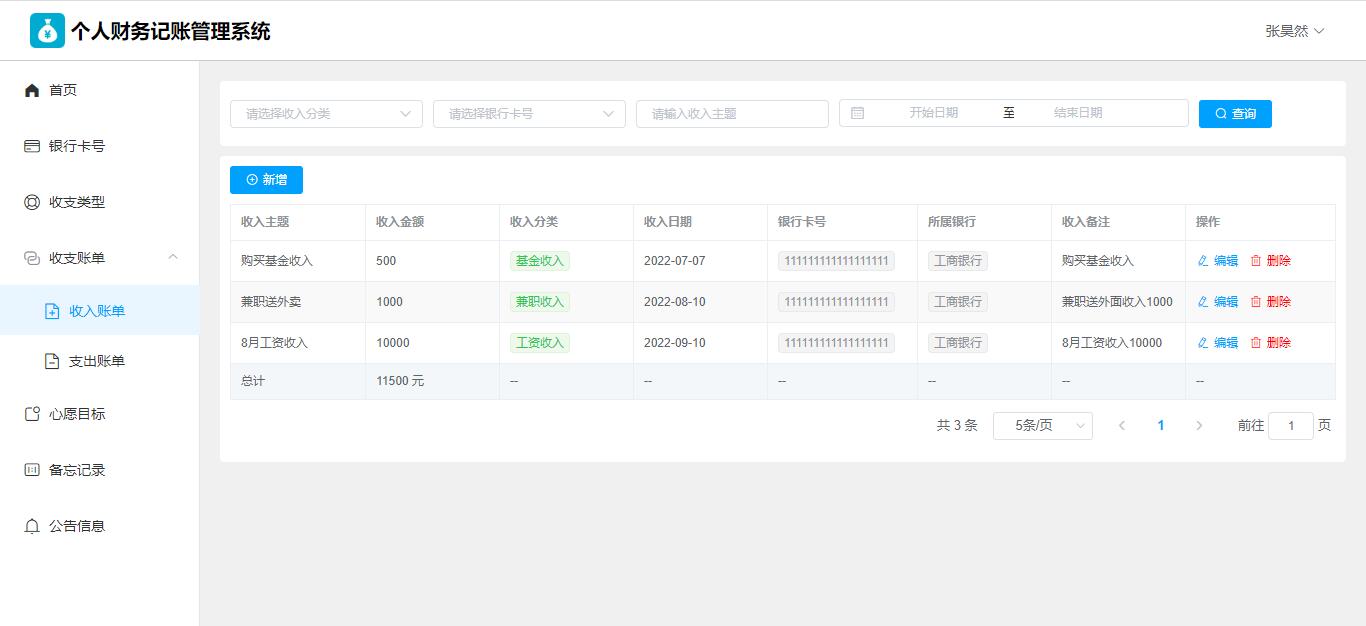 个人财务记账管理系统
张昊然
首页
银行卡号
收支类型
收支账单
收入账单
支出账单
心愿目标
备忘记录
公告信息
请选择收入分类 请选择银行卡号 请输入收入主题 开始日期 至 结束日期 查询
新增
收入主题 收入金额 收入分类 收入日期 银行卡号 所属银行 收入备注 操作
购买基金收入 500 基金收入 2022-07-07 111111111111111111 工商银行 购买基金收入 编辑 删除
兼职送外卖 1000 兼职收入 2022-08-10 111111111111111111 工商银行 兼职送外面收入1000 编辑 删除
8月工资收入 10000 工资收入 2022-09-10 111111111111111111 工商银行 8月工资收入10000 编辑 删除
总计 11500 元 -- -- -- -- -- --
共 3 条 5条/页 1 前往 1 页